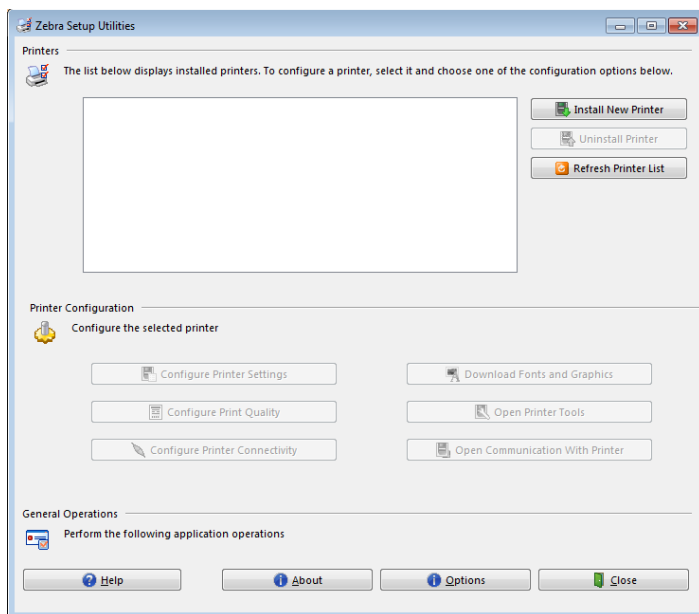 Zebra Setup Utilities
Printers
The list below displays installed printers. To configure a printer, select it and choose one of the configuration options below.
Install New Printer
Uninstall Printer
Refresh Printer List
Printer Configuration
Configure the selected printer
Configure Printer Settings
Download Fonts and Graphics
Configure Print Quality
Open Printer Tools
Configure Printer Connectivity
Open Communication With Printer
General Operations
Perform the following application operations
Help
About
Options
Close